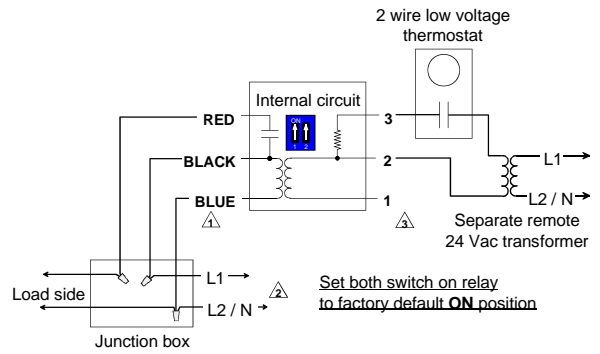 2 wire low voltage
thermostat
Internal circuit
RED
ON
1 2
3
BLACK
2
L1
BLUE
1
L2 / N
1
3
Separate remote
24 Vac transformer
L1
2
Set both switch on relay
to factory default ON position
Load side
L2 / N
Junction box